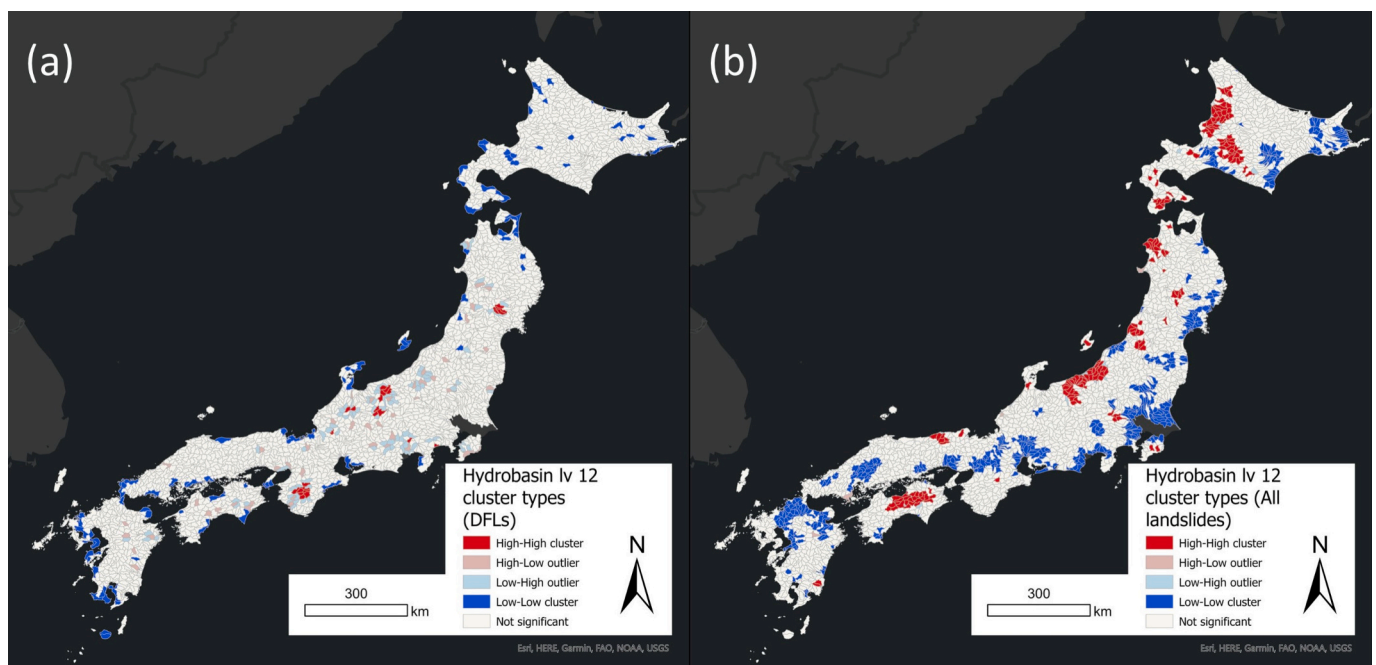 (a)
Hydrobasin lv 12
cluster types
(DFLs)
High-High cluster
High-Low outlier
Low-High outlier
Low-Low cluster
Not significant
N
300
km
Esri, HERE, Garmin, FAO, NOAA, USGS
(b)
Hydrobasin lv 12
cluster types (All
landslides)
High-High cluster
High-Low outlier
Low-High outlier
Low-Low cluster
Not significant
N
300
km
Esri, HERE, Garmin, FAO, NOAA, USGS